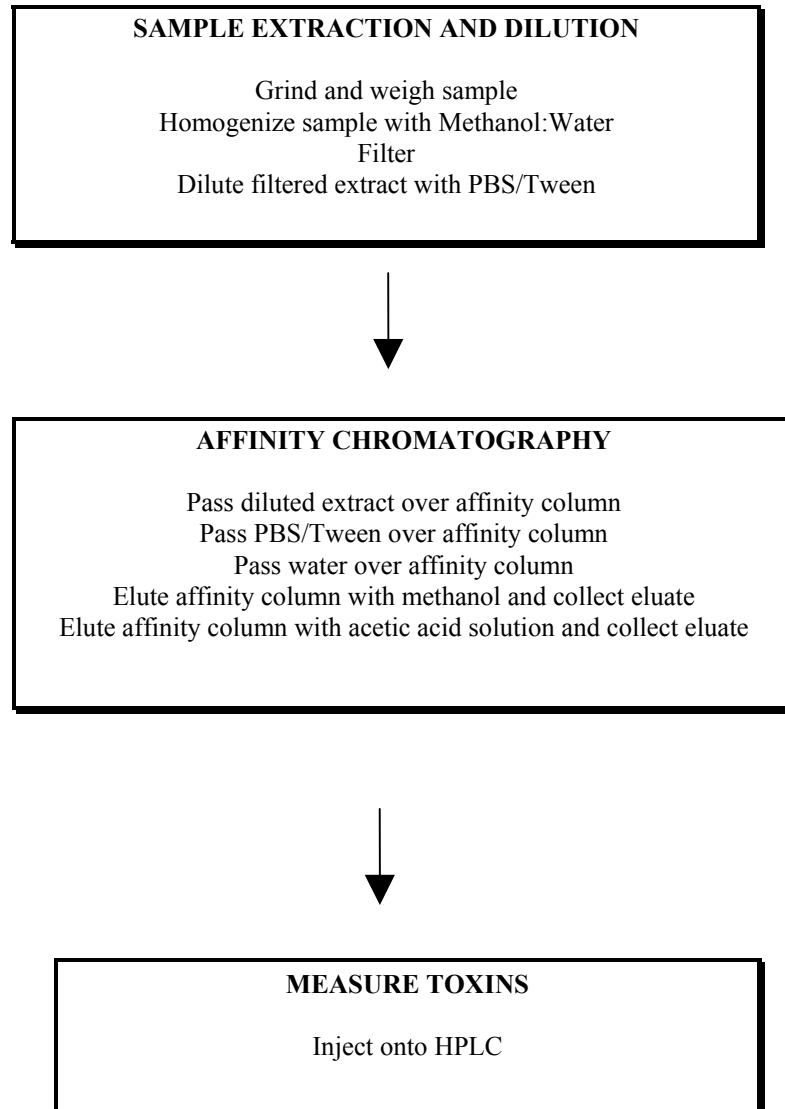 SAMPLE EXTRACTION AND DILUTION
Grind and weigh sample
Homogenize sample with Methanol:Water
Filter
Dilute filtered extract with PBS/Tween
AFFINITY CHROMATOGRAPHY
Pass diluted extract over affinity column
Pass PBS/Tween over affinity column
Pass water over affinity column
Elute affinity column with methanol and collect eluate
Elute affinity column with acetic acid solution and collect eluate
MEASURE TOXINS
Inject onto HPLC